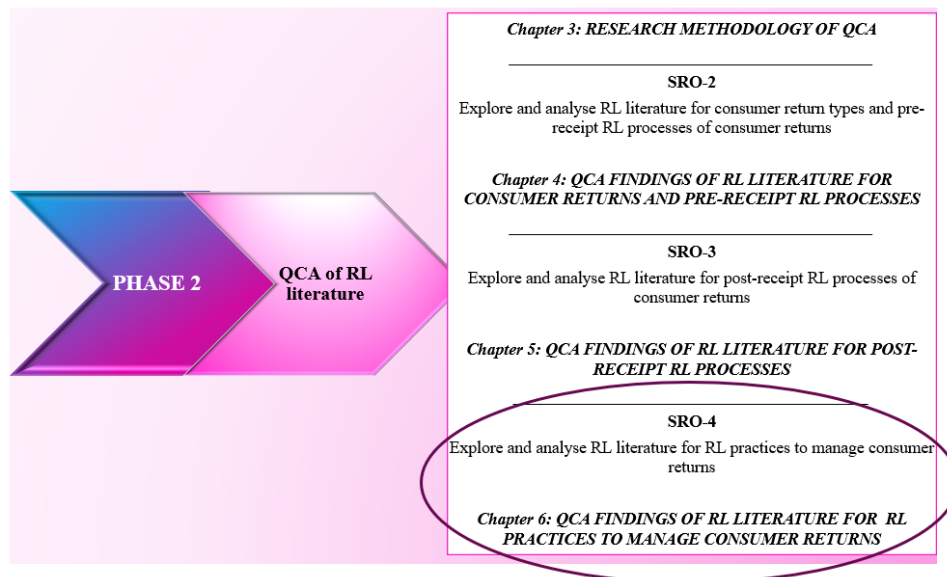 PHASE 2
QCA of RL
literature
Chapter 3: RESEARCH METHODOLOGY OF QCA
SRO-2
Explore and analyse RL literature for consumer return types and pre-
receipt RL processes of consumer returns
Chapter 4: QCA FINDINGS OF RL LITERATURE FOR
CONSUMER RETURNS AND PRE-RECEIPT RL PROCESSES
SRO-3
Explore and analyse RL literature for post-receipt RL processes of
consumer returns
Chapter 5: QCA FINDINGS OF RL LITERATURE FOR POST-
RECEIPT RL PROCESSES
SRO-4
Explore and analyse RL literature for RL practices to manage consumer
returns
Chapter 6: QCA FINDINGS OF RL LITERATURE FOR RL
PRACTICES TO MANAGE CONSUMER RETURNS